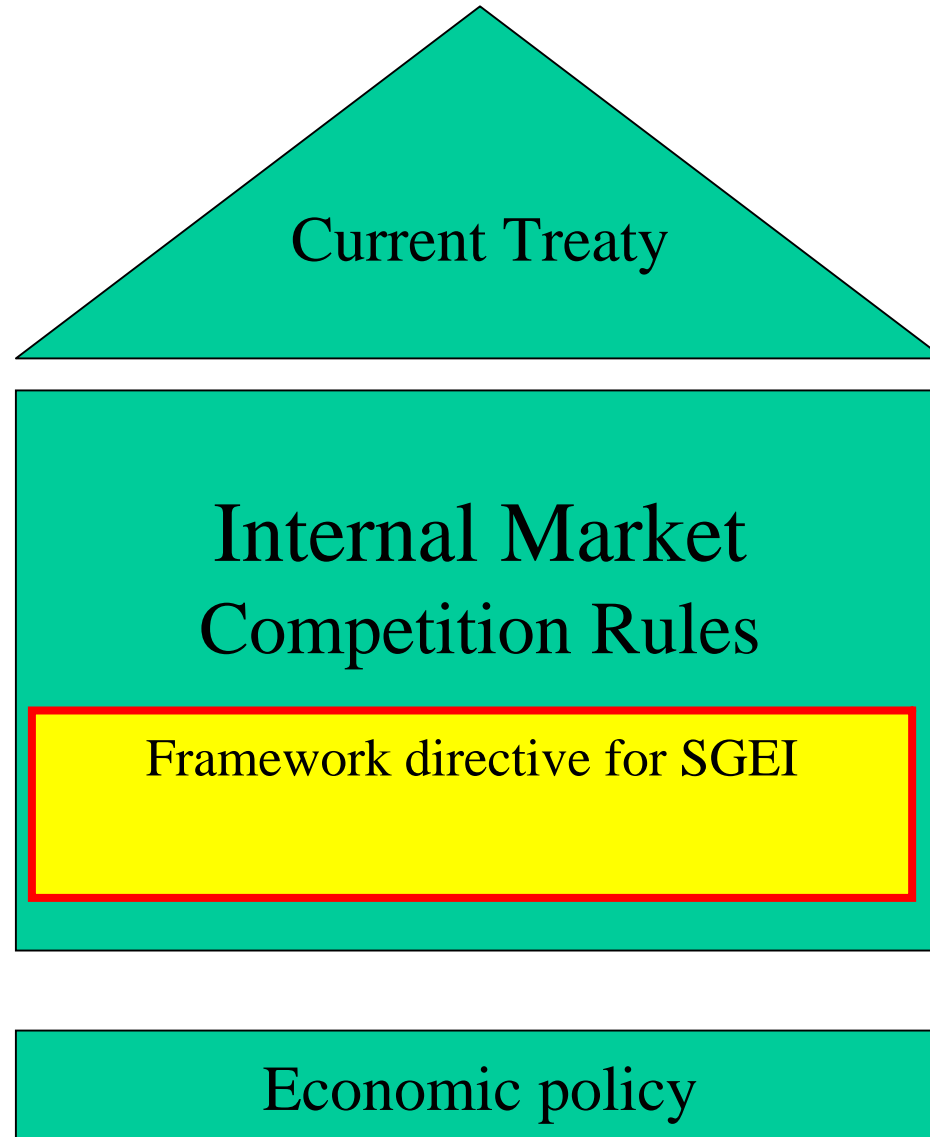 Current Treaty
Internal Market
Competition Rules
Framework directive for SGEI
Economic policy